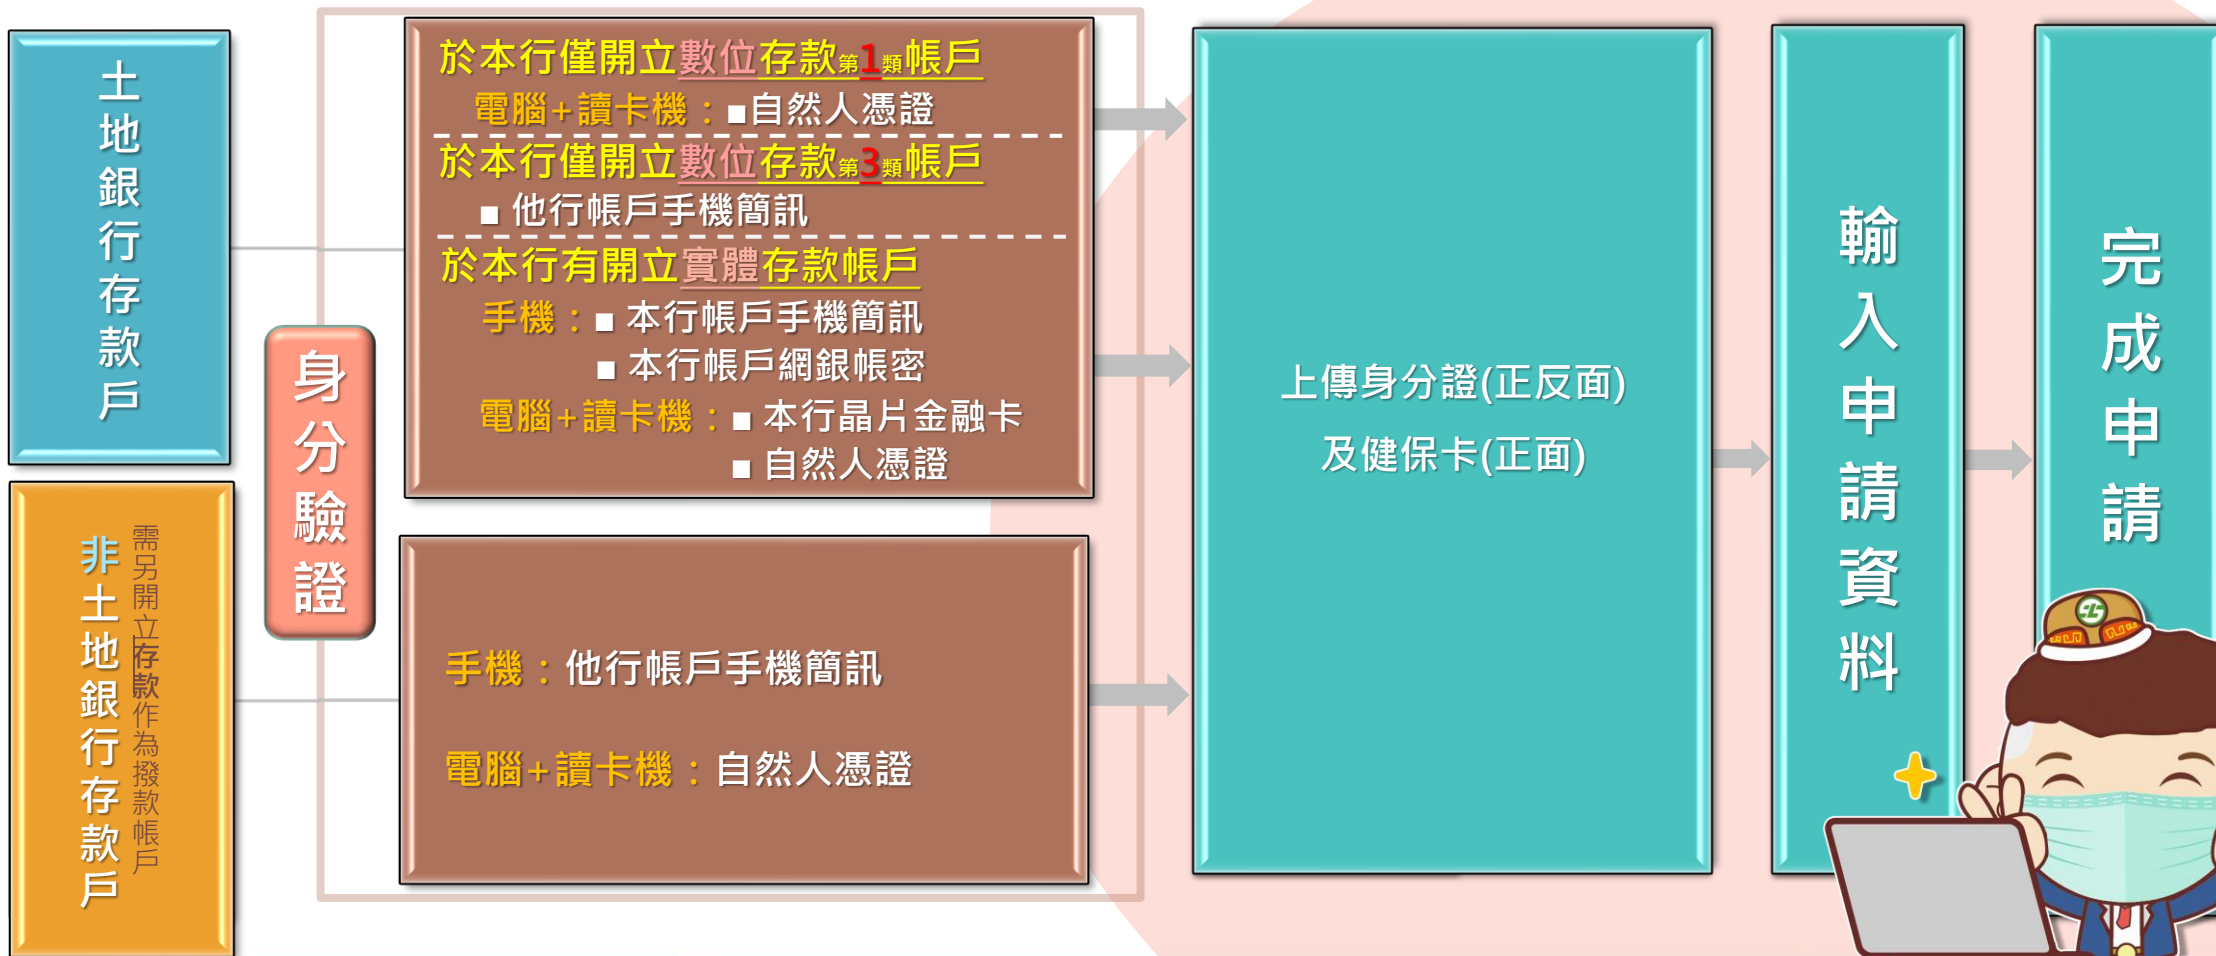 土地銀行存款戶
非土地銀行存款戶
需另開立存款作為撥款帳戶
身分驗證
於本行僅開立數位存款第1類帳戶
電腦+讀卡機：■自然人憑證
於本行僅開立數位存款第3類帳戶
■ 他行帳戶手機簡訊
於本行有開立實體存款帳戶
手機：■ 本行帳戶手機簡訊
■ 本行帳戶網銀帳密
電腦+讀卡機：■ 本行晶片金融卡
■ 自然人憑證
手機：他行帳戶手機簡訊
電腦+讀卡機：自然人憑證
上傳身分證(正反面)
及健保卡(正面)
輸入申請資料
完成申請